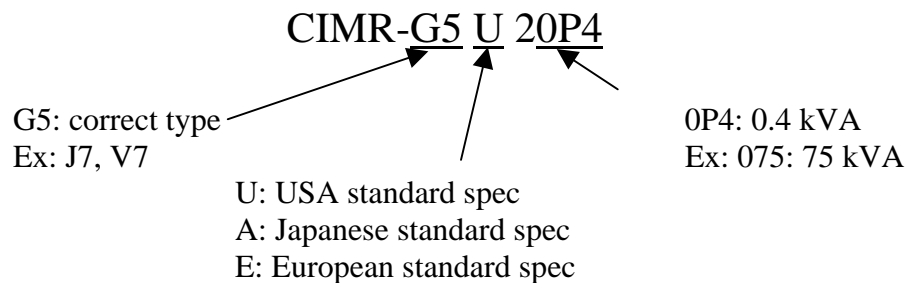 CIMR-G5 U 20P4
G5: correct type
Ex: J7, V7
U: USA standard spec
A: Japanese standard spec
E: European standard spec
0P4: 0.4 kVA
Ex: 075: 75 kVA